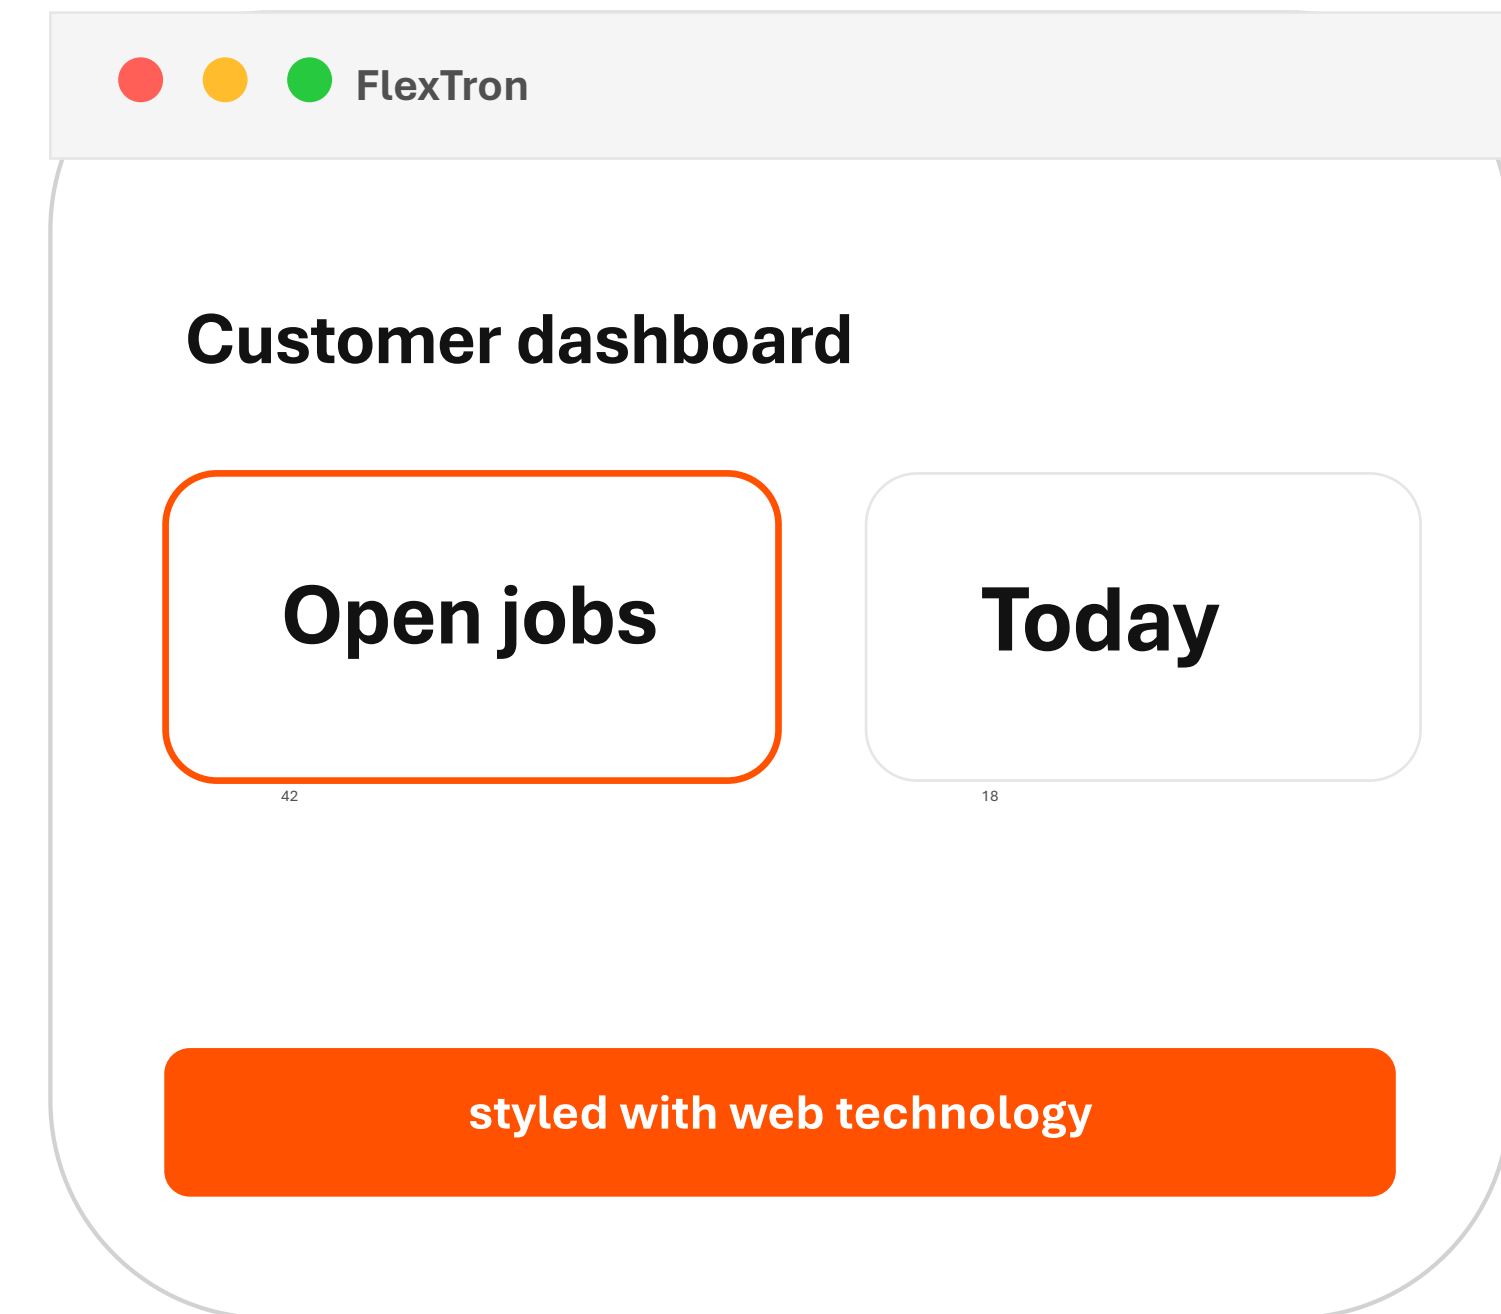 FlexTron
Customer dashboard
Open jobs
42
Today
18
styled with web technology